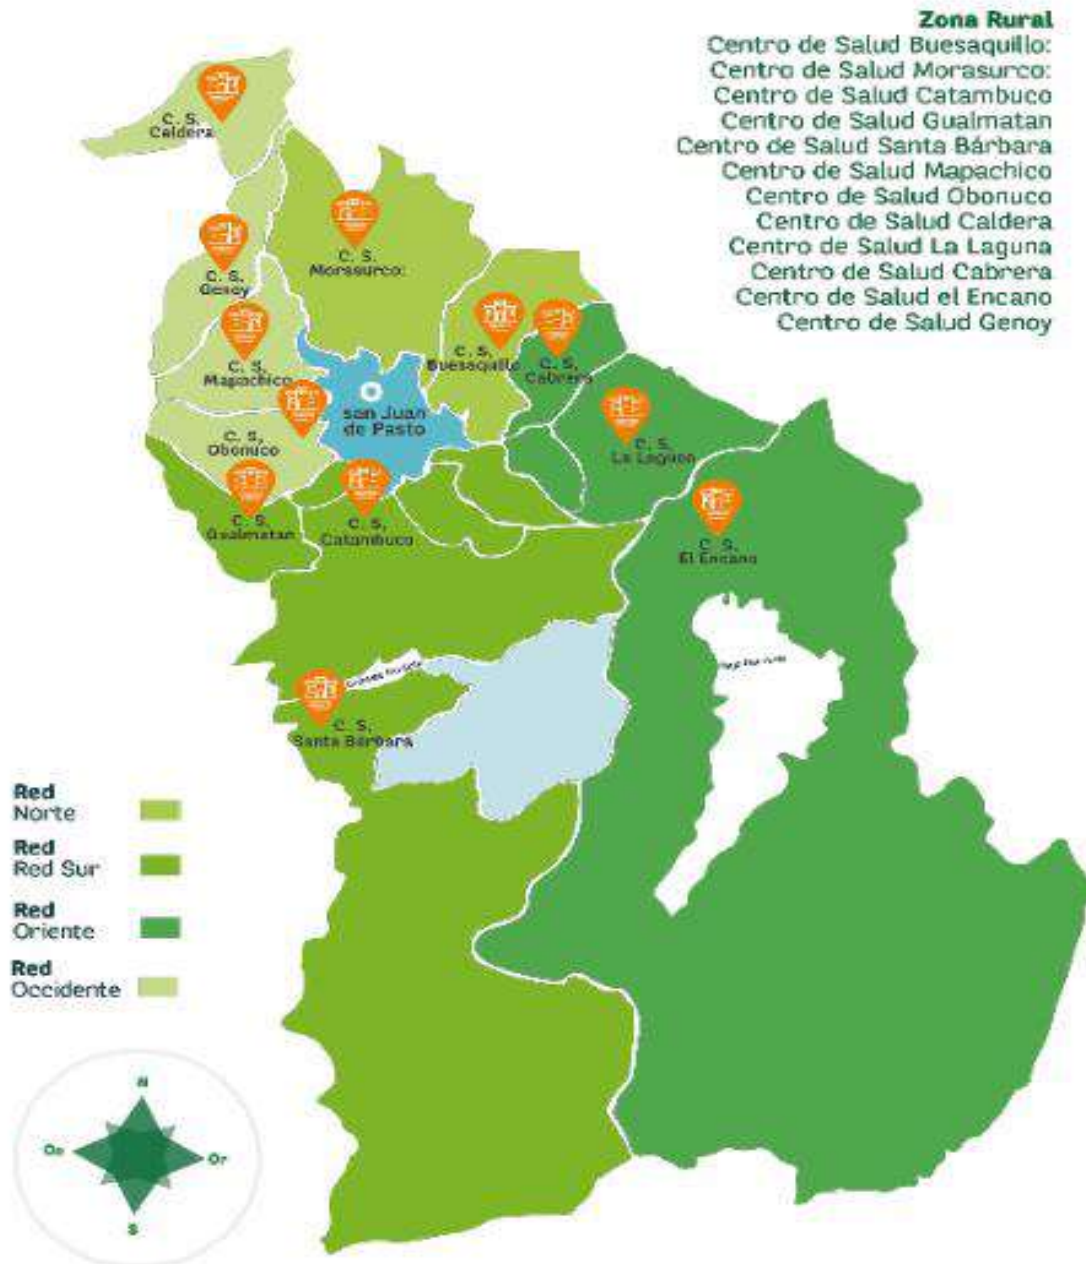 Zona Rural
Centro de Salud Buesaquillo:
Centro de Salud Morasurco:
Centro de Salud Catambuco
Centro de Salud Gualmatan
Centro de Salud Santa Bárbara
Centro de Salud Mapachico
Centro de Salud Obonuco
Centro de Salud Caldera
Centro de Salud La Laguna
Centro de Salud Cabrera
Centro de Salud el Encano
Centro de Salud Genoy
C. S.
Caldera
C. S.
Morasurco:
C. S.
Genoy
C. S.
Mapachico
C. S.
Buesaquillo
C. S.
Cabrera
san Juan
de Pasto
C. S.
Obonuco
C. S.
La Laguna
C. S.
Gualmatan
C. S.
Catambuco
C. S.
El Encano
C. S.
Santa Bárbara
Red
Norte
Red
Red Sur
Red
Oriente
Red
Occidente
N
Oc
Or
S